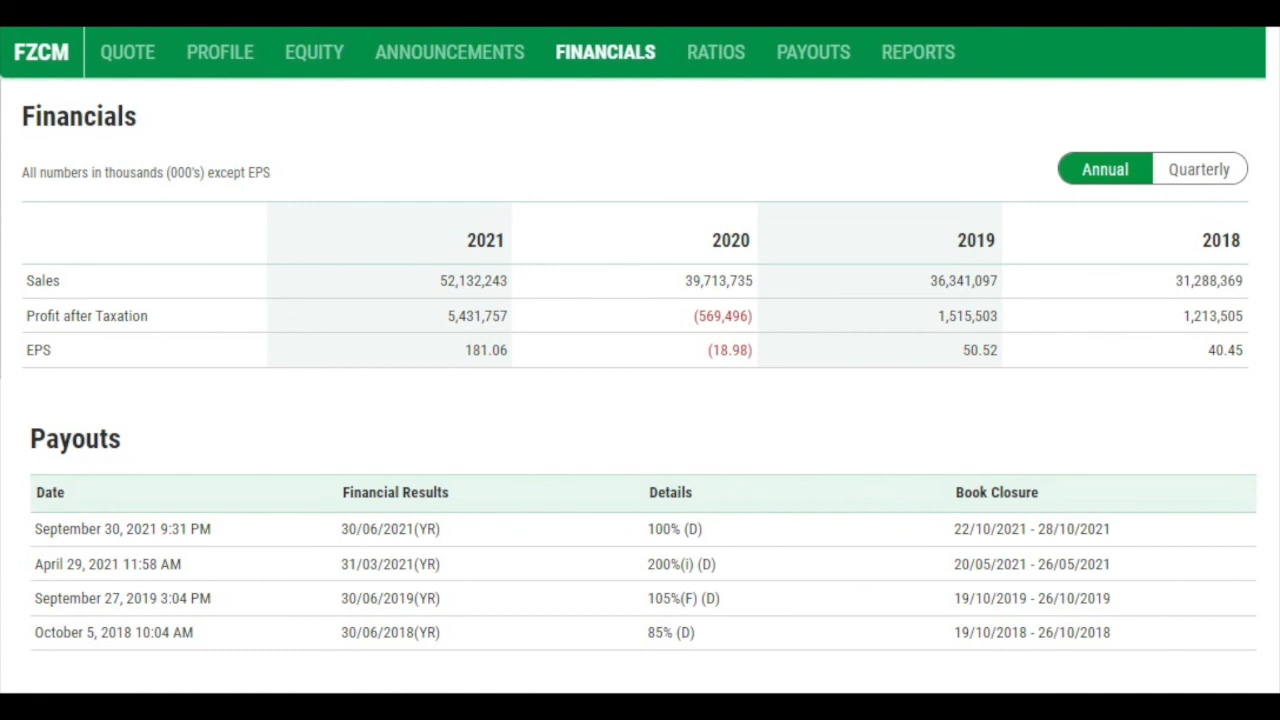 FZCM QUOTE PROFILE EQUITY ANNOUNCEMENTS FINANCIALS RATIOS PAYOUTS REPORTS
Financials
All numbers in thousands (000's) except EPS
Annual Quarterly
2021 2020 2019 2018
Sales 52,132,243 39,713,735 36,341,097 31,288,369
Profit after Taxation 5,431,757 (569,496) 1,515,503 1,213,505
EPS 181.06 (18.98) 50.52 40.45
Payouts
Date Financial Results Details Book Closure
September 30, 2021 9:31 PM 30/06/2021(YR) 100% (D) 22/10/2021 - 28/10/2021
April 29, 2021 11:58 AM 31/03/2021(YR) 200%(i) (D) 20/05/2021 - 26/05/2021
September 27, 2019 3:04 PM 30/06/2019(YR) 105%(F) (D) 19/10/2019 - 26/10/2019
October 5, 2018 10:04 AM 30/06/2018(YR) 85% (D) 19/10/2018 - 26/10/2018